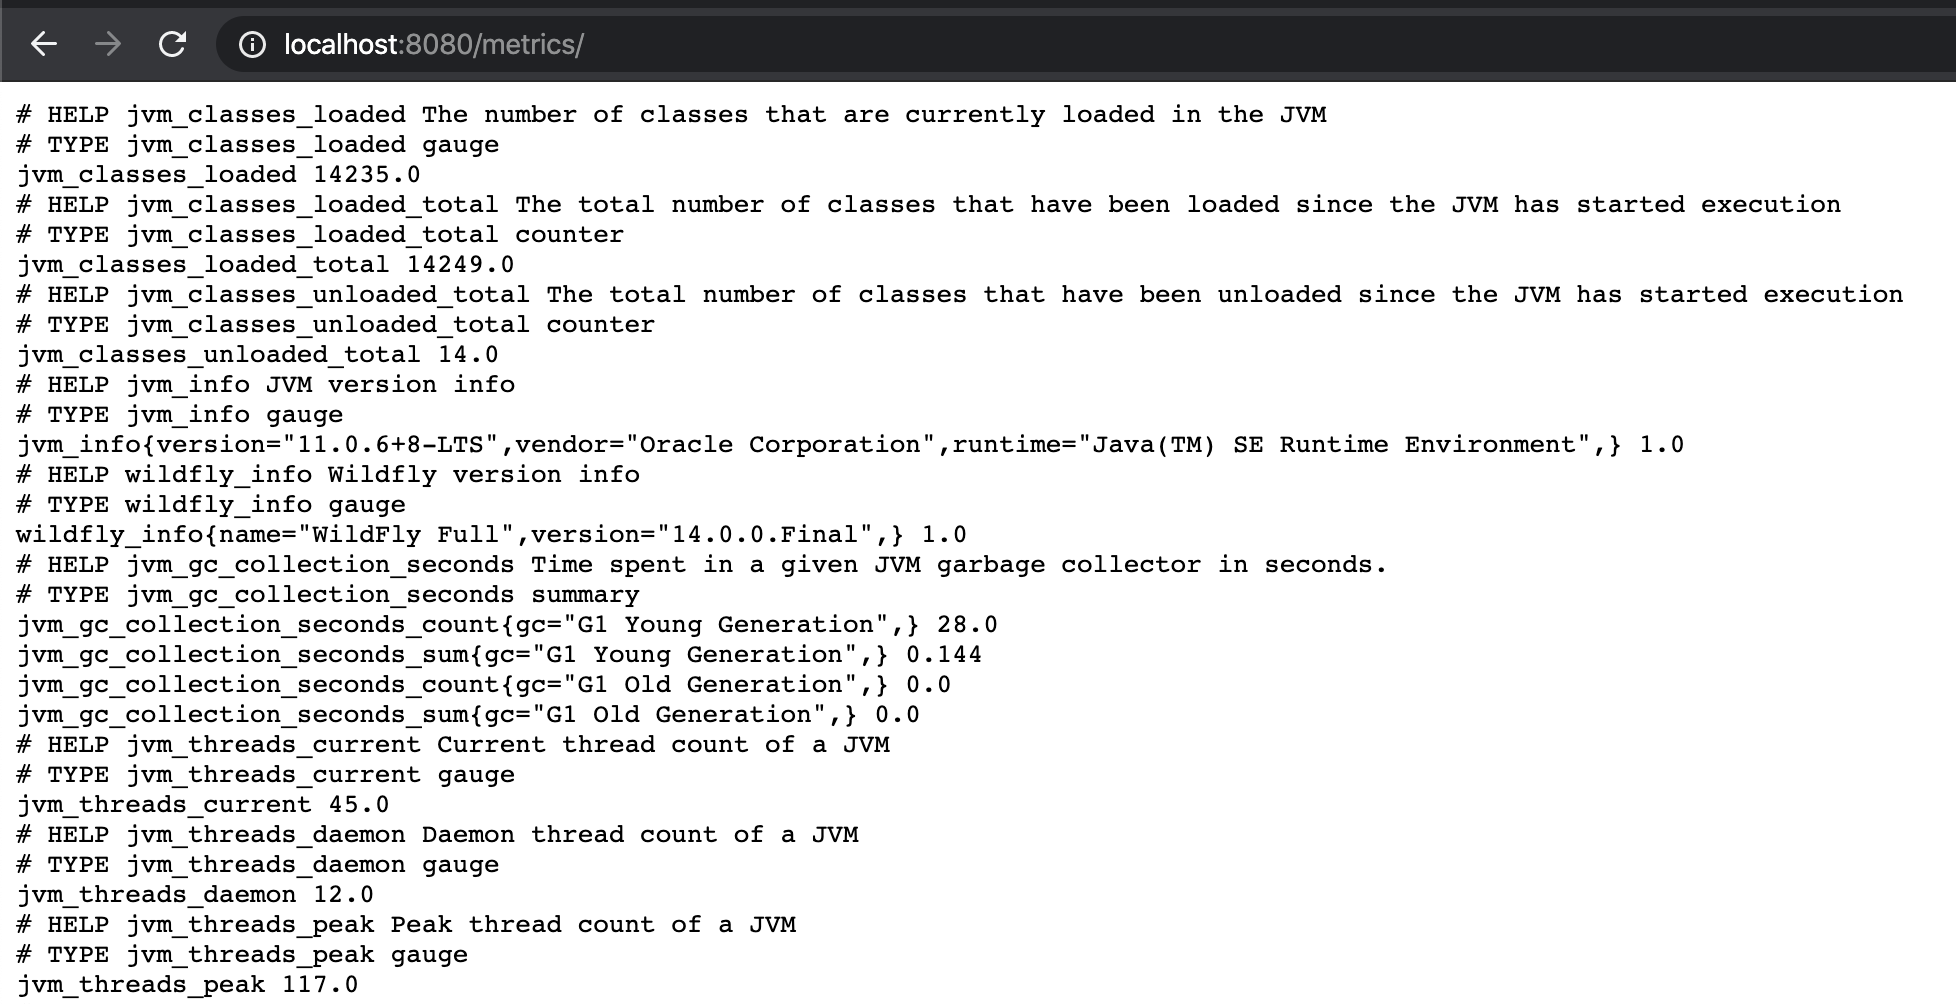 localhost:8080/metrics/
# HELP jvm_classes_loaded The number of classes that are currently loaded in the JVM
# TYPE jvm_classes_loaded gauge
jvm_classes_loaded 14235.0
# HELP jvm_classes_loaded_total The total number of classes that have been loaded since the JVM has started execution
# TYPE jvm_classes_loaded_total counter
jvm_classes_loaded_total 14249.0
# HELP jvm_classes_unloaded_total The total number of classes that have been unloaded since the JVM has started execution
# TYPE jvm_classes_unloaded_total counter
jvm_classes_unloaded_total 14.0
# HELP jvm_info JVM version info
# TYPE jvm_info gauge
jvm_info{version="11.0.6+8-LTS",vendor="Oracle Corporation",runtime="Java(TM) SE Runtime Environment",} 1.0
# HELP wildfly_info Wildfly version info
# TYPE wildfly_info gauge
wildfly_info{name="WildFly Full",version="14.0.0.Final",} 1.0
# HELP jvm_gc_collection_seconds Time spent in a given JVM garbage collector in seconds.
# TYPE jvm_gc_collection_seconds summary
jvm_gc_collection_seconds_count{gc="G1 Young Generation",} 28.0
jvm_gc_collection_seconds_sum{gc="G1 Young Generation",} 0.144
jvm_gc_collection_seconds_count{gc="G1 Old Generation",} 0.0
jvm_gc_collection_seconds_sum{gc="G1 Old Generation",} 0.0
# HELP jvm_threads_current Current thread count of a JVM
# TYPE jvm_threads_current gauge
jvm_threads_current 45.0
# HELP jvm_threads_daemon Daemon thread count of a JVM
# TYPE jvm_threads_daemon gauge
jvm_threads_daemon 12.0
# HELP jvm_threads_peak Peak thread count of a JVM
# TYPE jvm_threads_peak gauge
jvm_threads_peak 117.0